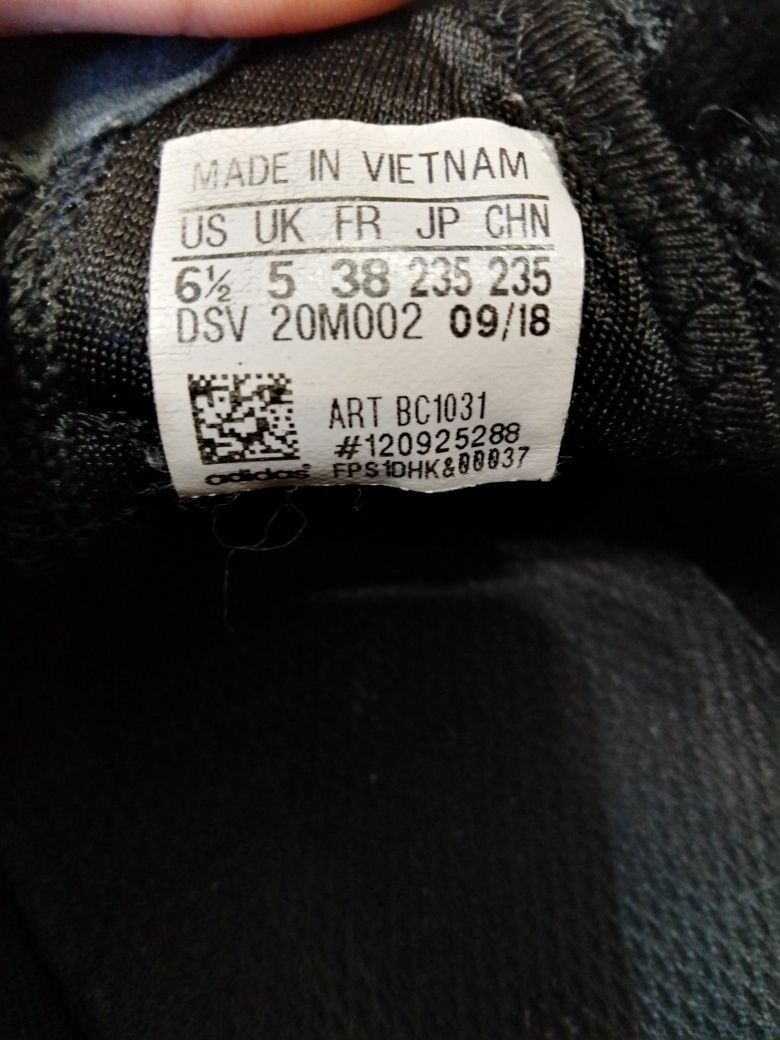 MADE IN VIETNAM
US UK FR JP CHN
6½ 5 38 235 235
DSV 20M002 09/18
ART BC1031
#120925288
adidas FPS1DHK&00037